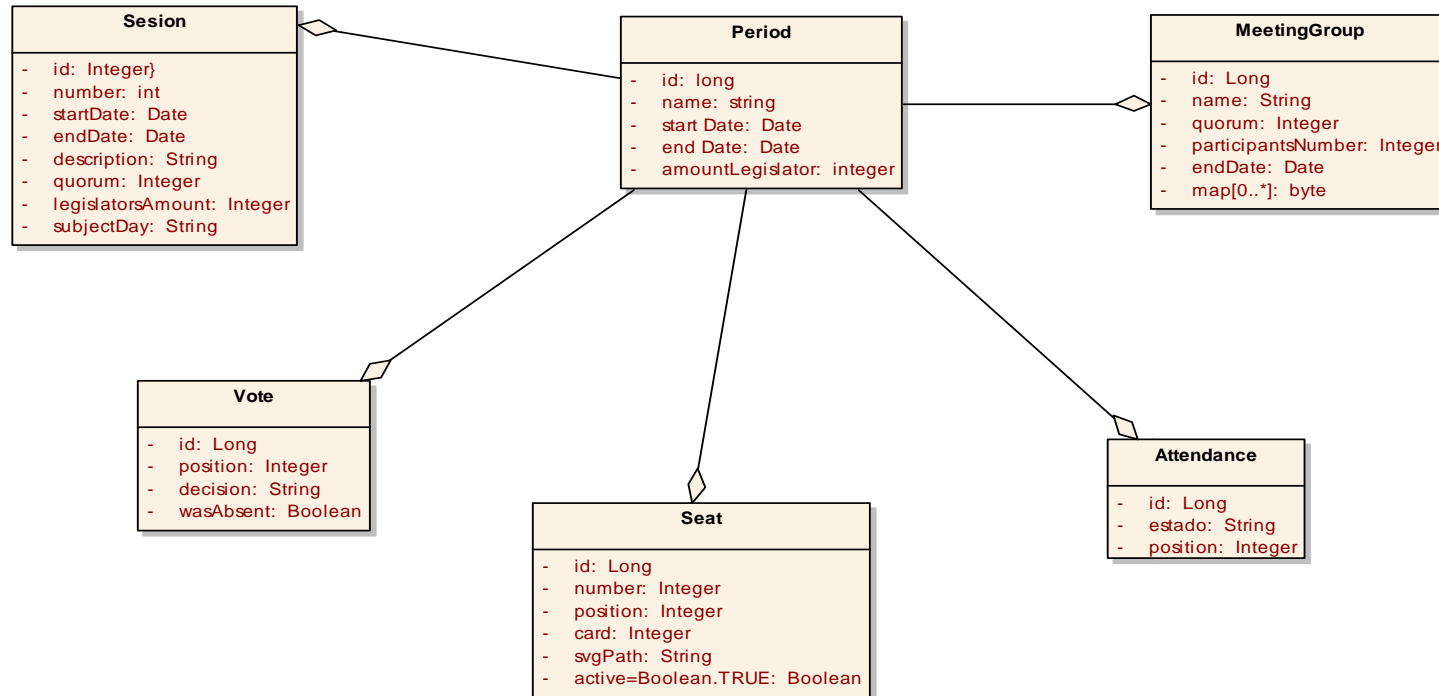 Sesion
- id: Integer}
- number: int
- startDate: Date
- endDate: Date
- description: String
- quorum: Integer
- legislatorsAmount: Integer
- subjectDay: String
Period
- id: long
- name: string
- start Date: Date
- end Date: Date
- amountLegislator: integer
MeetingGroup
- id: Long
- name: String
- quorum: Integer
- participantsNumber: Integer
- endDate: Date
- map[0..*]: byte
Vote
- id: Long
- position: Integer
- decision: String
- wasAbsent: Boolean
Seat
- id: Long
- number: Integer
- position: Integer
- card: Integer
- svgPath: String
- active=Boolean.TRUE: Boolean
Attendance
- id: Long
- estado: String
- position: Integer